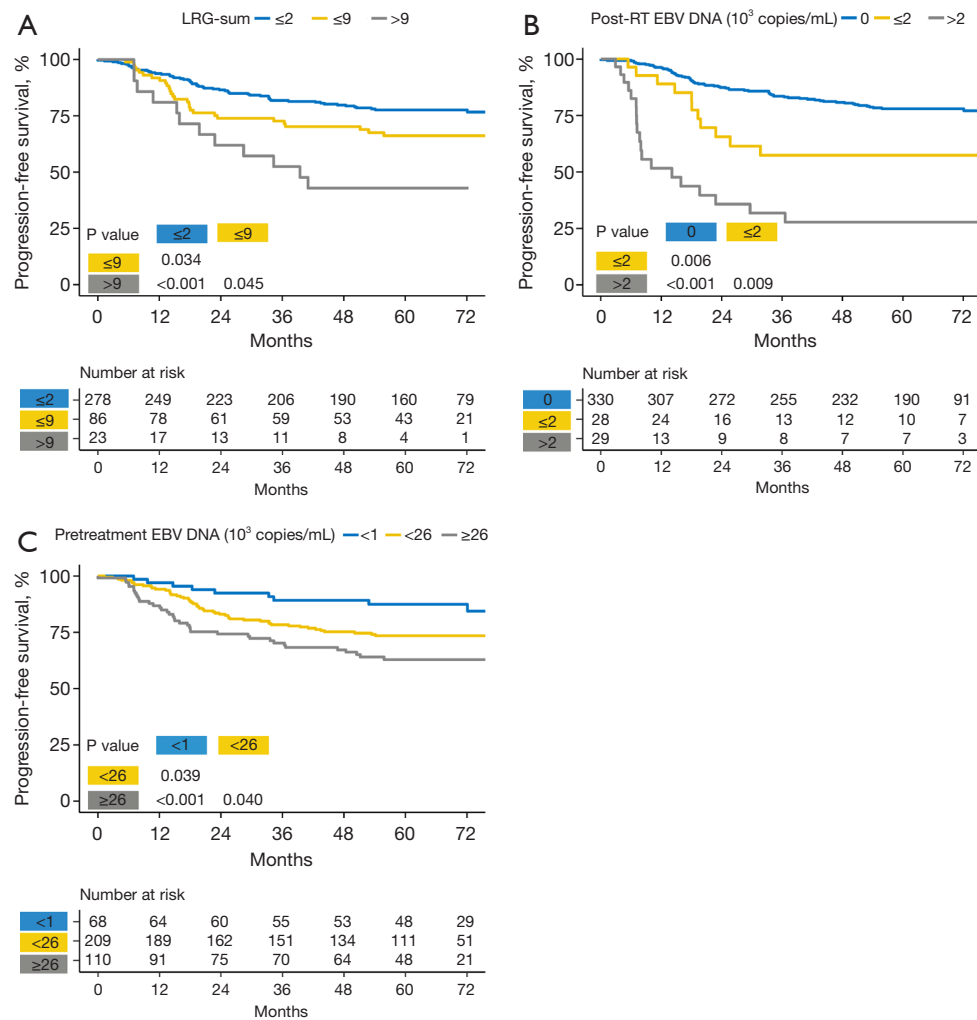 A
LRG-sum ≤2 ≤9 >9
Progression-free survival, %
100
75
50
25
0
P value ≤2 ≤9
≤9 0.034
>9 <0.001 0.045
0 12 24 36 48 60 72
Months
Number at risk
≤2 278 249 223 206 190 160 79
≤9 86 78 61 59 53 43 21
>9 23 17 13 11 8 4 1
0 12 24 36 48 60 72
Months
B
Post-RT EBV DNA (10³ copies/mL) 0 ≤2 >2
Progression-free survival, %
100
75
50
25
0
P value 0 ≤2
≤2 0.006
>2 <0.001 0.009
0 12 24 36 48 60 72
Months
Number at risk
0 330 307 272 255 232 190 91
≤2 28 24 16 13 12 10 7
>2 29 13 9 8 7 7 3
0 12 24 36 48 60 72
Months
C
Pretreatment EBV DNA (10³ copies/mL) <1 <26 ≥26
Progression-free survival, %
100
75
50
25
0
P value <1 <26
<26 0.039
≥26 <0.001 0.040
0 12 24 36 48 60 72
Months
Number at risk
<1 68 64 60 55 53 48 29
<26 209 189 162 151 134 111 51
≥26 110 91 75 70 64 48 21
0 12 24 36 48 60 72
Months